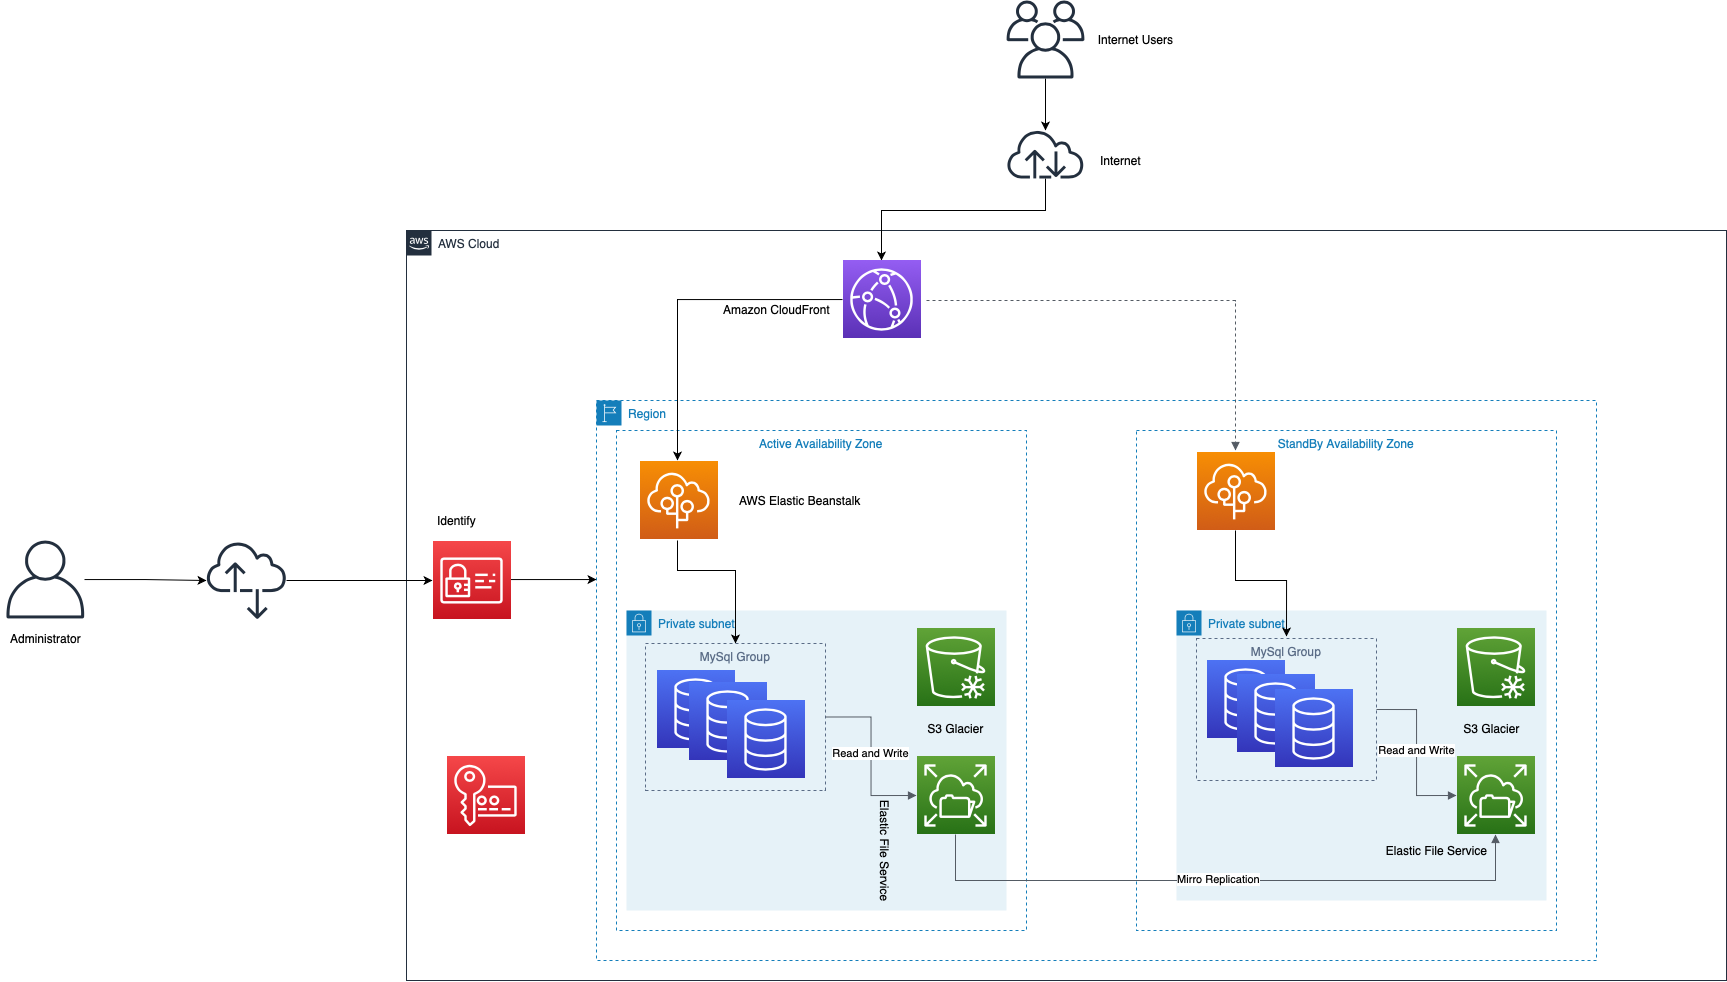 Internet Users
Internet
aws
AWS Cloud
Amazon CloudFront
Region
Active Availability Zone
StandBy Availability Zone
AWS Elastic Beanstalk
Identify
Administrator
Private subnet
MySql Group
S3 Glacier
Read and Write
Elastic File Service
Private subnet
MySql Group
S3 Glacier
Read and Write
Elastic File Service
Mirro Replication